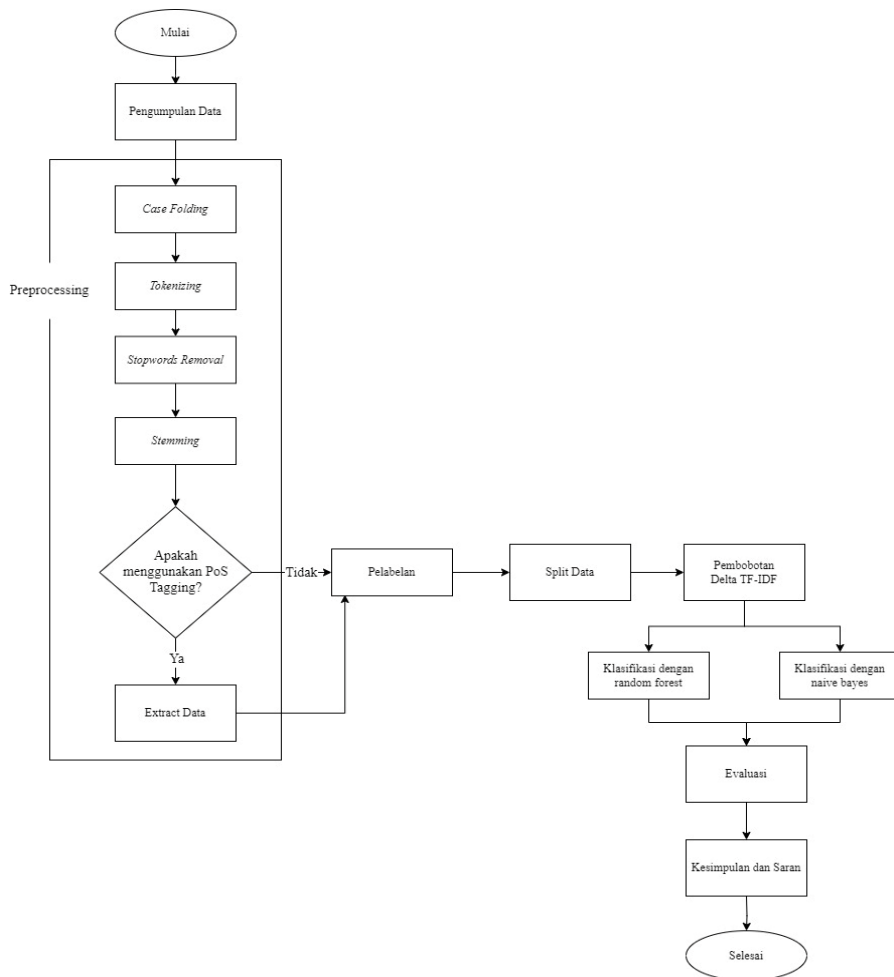 Mulai
Pengumpulan Data
Preprocessing
Case Folding
Tokenizing
Stopwords Removal
Stemming
Apakah
menggunakan PoS
Tagging?
Tidak
Ya
Extract Data
Pelabelan
Split Data
Pembobotan
Delta TF-IDF
Klasifikasi dengan
random forest
Klasifikasi dengan
naive bayes
Evaluasi
Kesimpulan dan Saran
Selesai